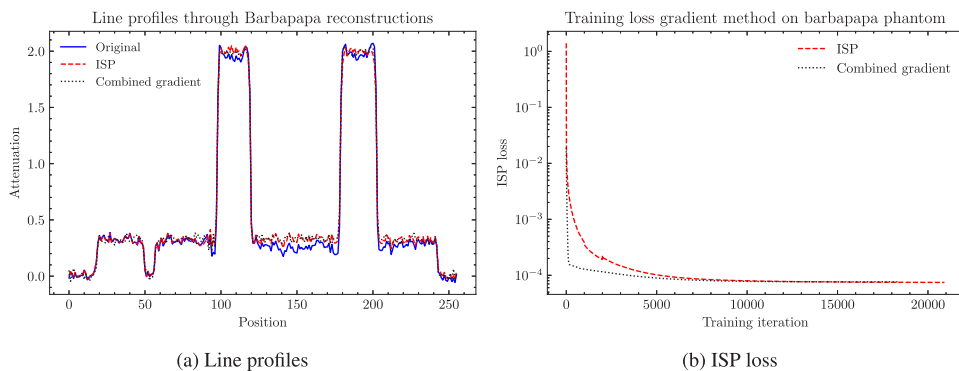 Line profiles through Barbapapa reconstructions
Original
ISP
Combined gradient
2.0
1.5
1.0
0.5
0.0
Attenuation
0
50
100
150
200
250
Position
(a) Line profiles
Training loss gradient method on barbapapa phantom
ISP
Combined gradient
10⁰
10⁻¹
10⁻²
10⁻³
10⁻⁴
ISP loss
0
5000
10000
15000
20000
Training iteration
(b) ISP loss